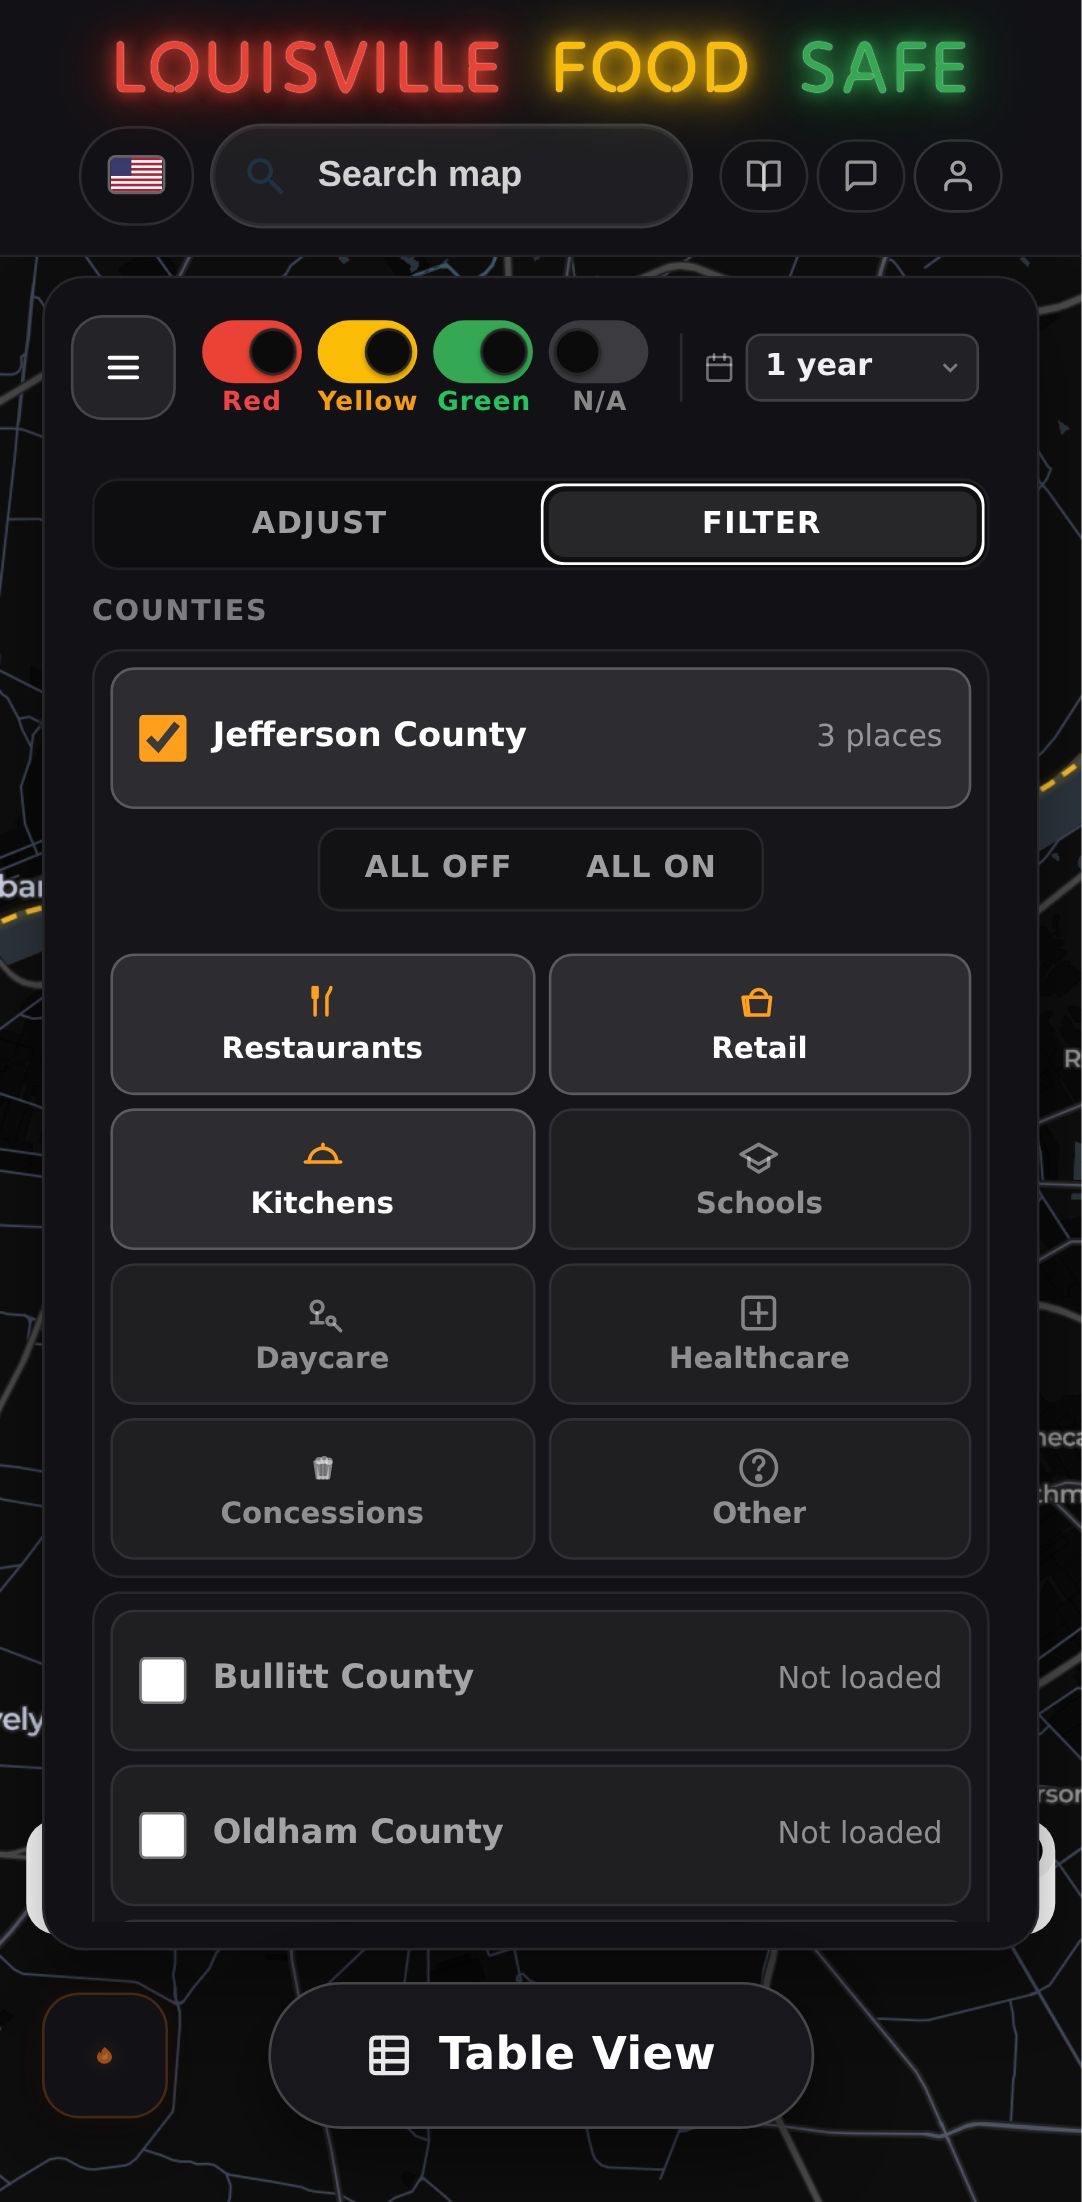 LOUISVILLE FOOD SAFE
Search map
Red Yellow Green N/A
1 year
ADJUST FILTER
COUNTIES
Jefferson County 3 places
ALL OFF ALL ON
Restaurants Retail
Kitchens Schools
Daycare Healthcare
Concessions Other
Bullitt County Not loaded
Oldham County Not loaded
Table View